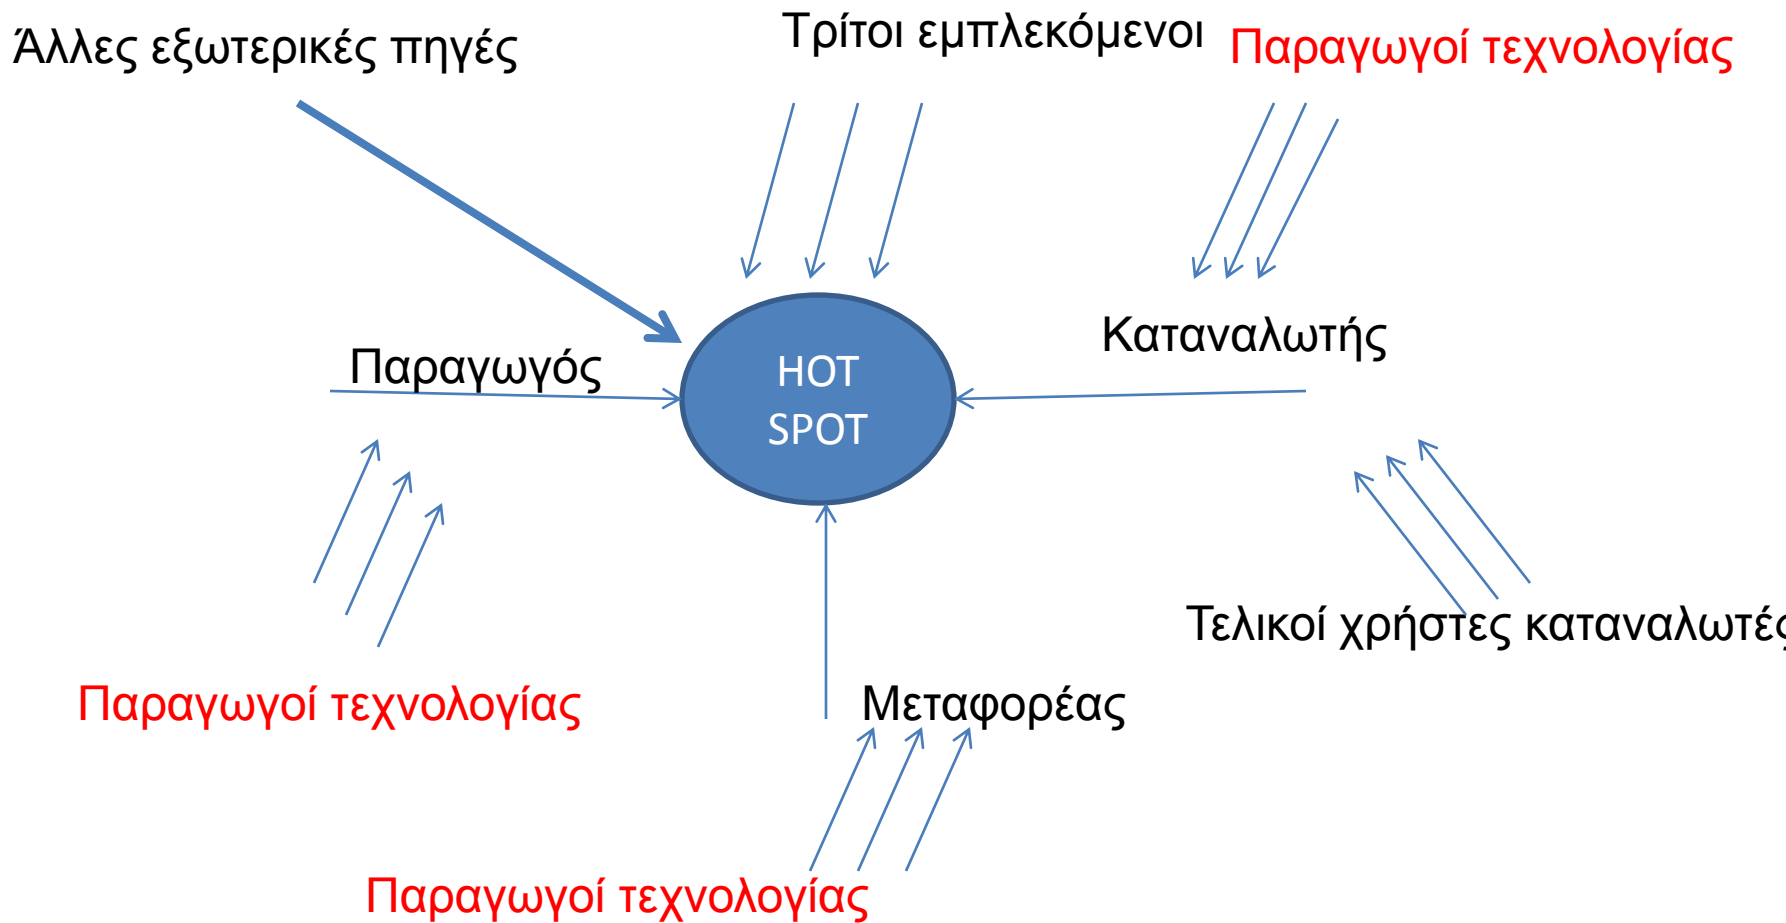 Άλλες εξωτερικές πηγές
Τρίτοι εμπλεκόμενοι
Παραγωγοί τεχνολογίας
Καταναλωτής
Παραγωγός
HOT
SPOT
Τελικοί χρήστες καταναλωτές
Παραγωγοί τεχνολογίας
Μεταφορέας
Παραγωγοί τεχνολογίας